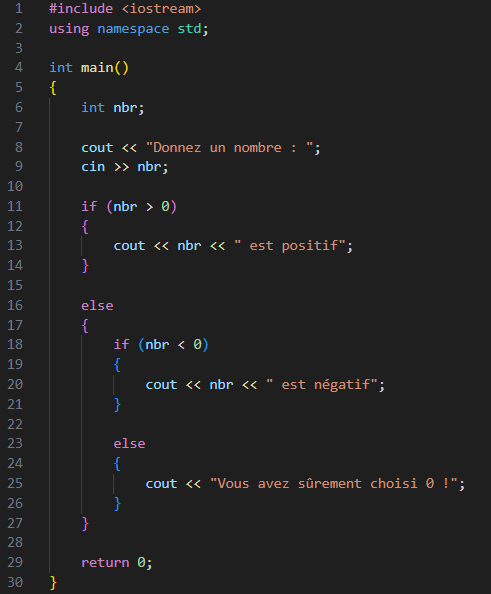 1 #include <iostream>
2 using namespace std;
3
4 int main()
5 {
6     int nbr;
7
8     cout << "Donnez un nombre : ";
9     cin >> nbr;
10
11     if (nbr > 0)
12     {
13         cout << nbr << " est positif";
14     }
15
16     else
17     {
18         if (nbr < 0)
19         {
20             cout << nbr << " est négatif";
21         }
22
23         else
24         {
25             cout << "Vous avez sûrement choisi 0 !";
26         }
27     }
28
29     return 0;
30 }